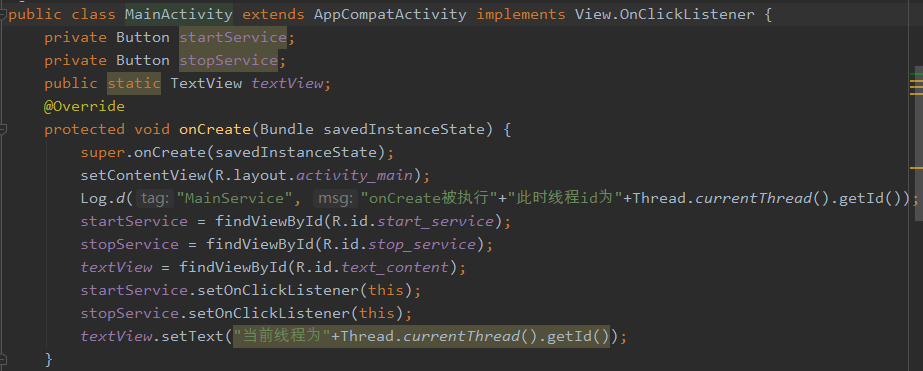 public class MainActivity extends AppCompatActivity implements View.OnClickListener {
    private Button startService;
    private Button stopService;
    public static TextView textView;
    @Override
    protected void onCreate(Bundle savedInstanceState) {
        super.onCreate(savedInstanceState);
        setContentView(R.layout.activity_main);
        Log.d( tag: "MainService", msg: "onCreate被执行"+"此时线程id为"+Thread.currentThread().getId());
        startService = findViewById(R.id.start_service);
        stopService = findViewById(R.id.stop_service);
        textView = findViewById(R.id.text_content);
        startService.setOnClickListener(this);
        stopService.setOnClickListener(this);
        textView.setText("当前线程为"+Thread.currentThread().getId());
    }